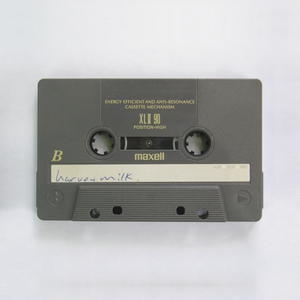 ENERGY EFFICIENT AND ANTI-RESONANCE
CASSETTE MECHANISM
XLII 90
POSITION•HIGH
maxell
B
harvey milk.